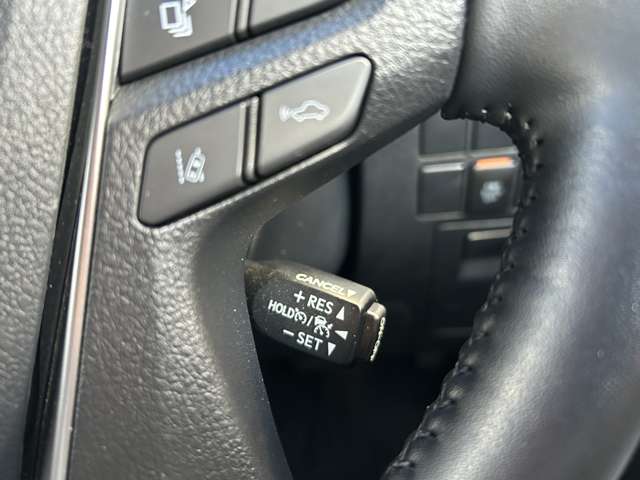 CANCEL
+ RES
HOLD /
− SET